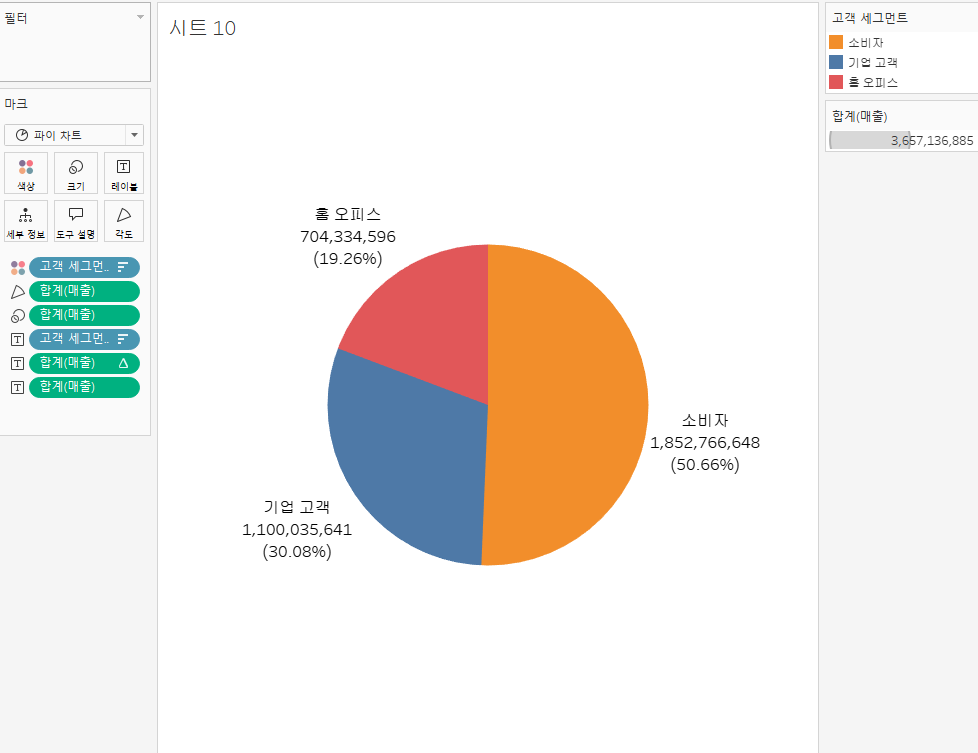 필터
마크
파이 차트
색상
크기
레이블
세부 정보
도구 설명
각도
고객 세그먼..
합계(매출)
합계(매출)
고객 세그먼..
합계(매출)
합계(매출)
시트 10
홈 오피스
704,334,596
(19.26%)
소비자
1,852,766,648
(50.66%)
기업 고객
1,100,035,641
(30.08%)
고객 세그먼트
소비자
기업 고객
홈 오피스
합계(매출)
3,657,136,885